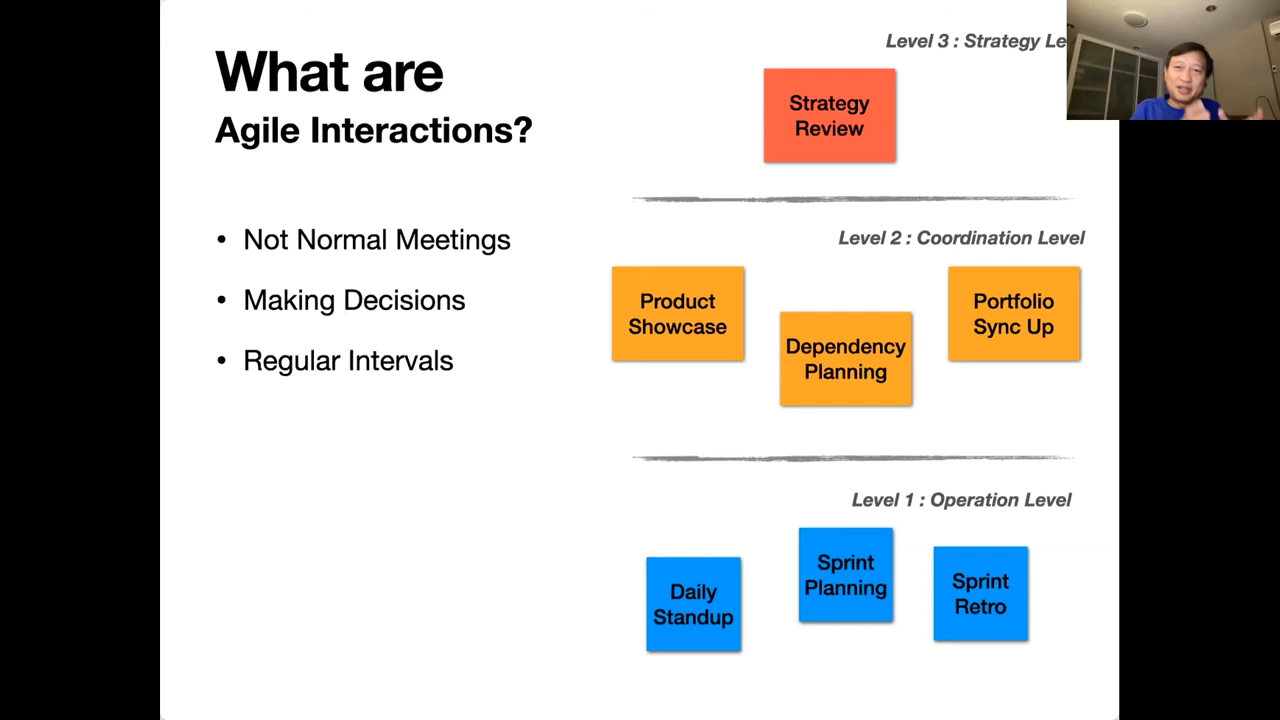 What are
Agile Interactions?
• Not Normal Meetings
• Making Decisions
• Regular Intervals
Level 3 : Strategy Le
Strategy
Review
Level 2 : Coordination Level
Product
Showcase
Dependency
Planning
Portfolio
Sync Up
Level 1 : Operation Level
Daily
Standup
Sprint
Planning
Sprint
Retro